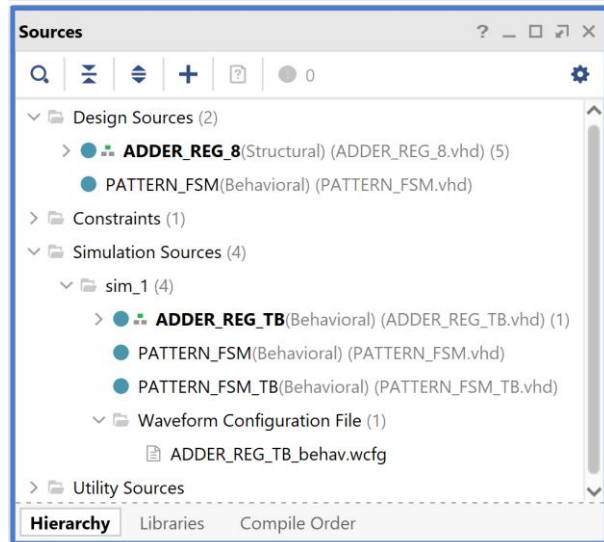 Sources
0
Design Sources (2)
ADDER_REG_8(Structural) (ADDER_REG_8.vhd) (5)
PATTERN_FSM(Behavioral) (PATTERN_FSM.vhd)
Constraints (1)
Simulation Sources (4)
sim_1 (4)
ADDER_REG_TB(Behavioral) (ADDER_REG_TB.vhd) (1)
PATTERN_FSM(Behavioral) (PATTERN_FSM.vhd)
PATTERN_FSM_TB(Behavioral) (PATTERN_FSM_TB.vhd)
Waveform Configuration File (1)
ADDER_REG_TB_behav.wcfg
Utility Sources
Hierarchy Libraries Compile Order